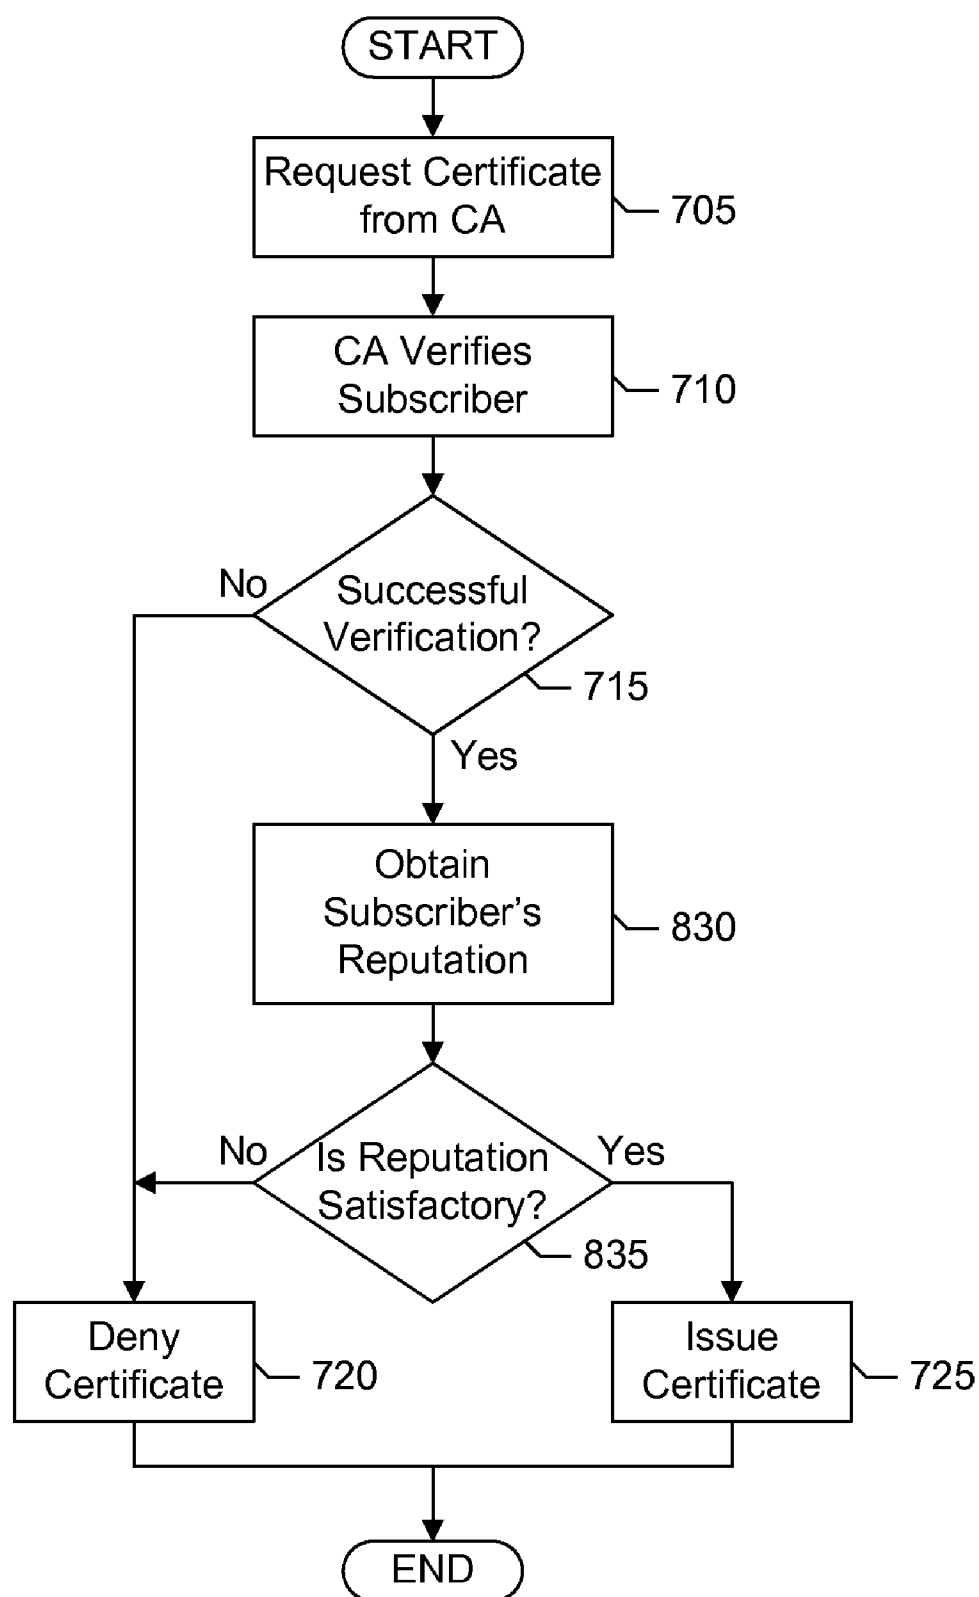 START
Request Certificate
from CA
705
CA Verifies
Subscriber
710
No
Successful
Verification?
715
Yes
Obtain
Subscriber’s
Reputation
830
No
Is Reputation
Satisfactory?
Yes
835
Deny
Certificate
720
Issue
Certificate
725
END